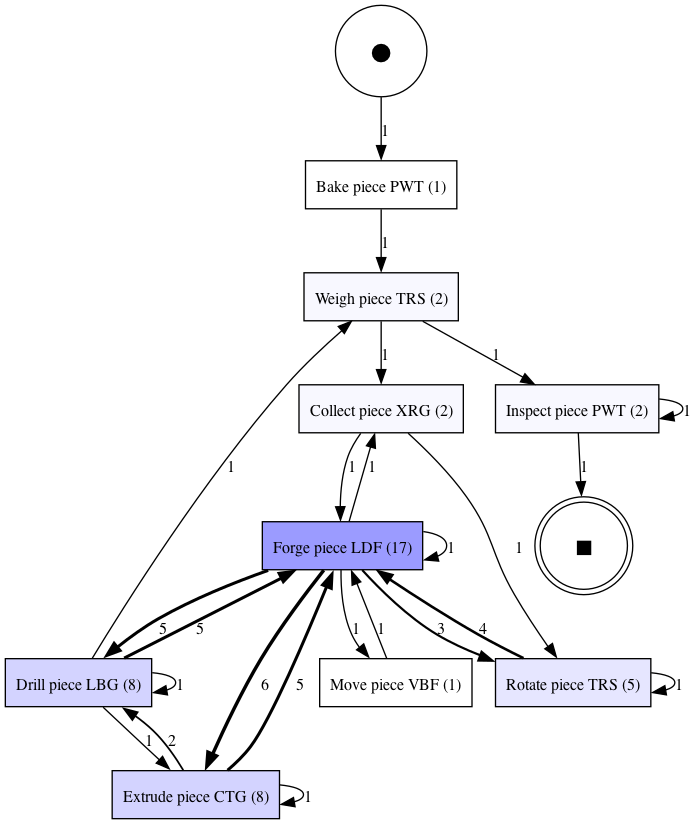 1
Bake piece PWT (1)
1
Weigh piece TRS (2)
1
1
Collect piece XRG (2)
Inspect piece PWT (2)
1
1
1
1
1
1
Forge piece LDF (17)
1
5
5
6
5
1
1
3
4
Drill piece LBG (8)
1
Move piece VBF (1)
Rotate piece TRS (5)
1
1
2
Extrude piece CTG (8)
1